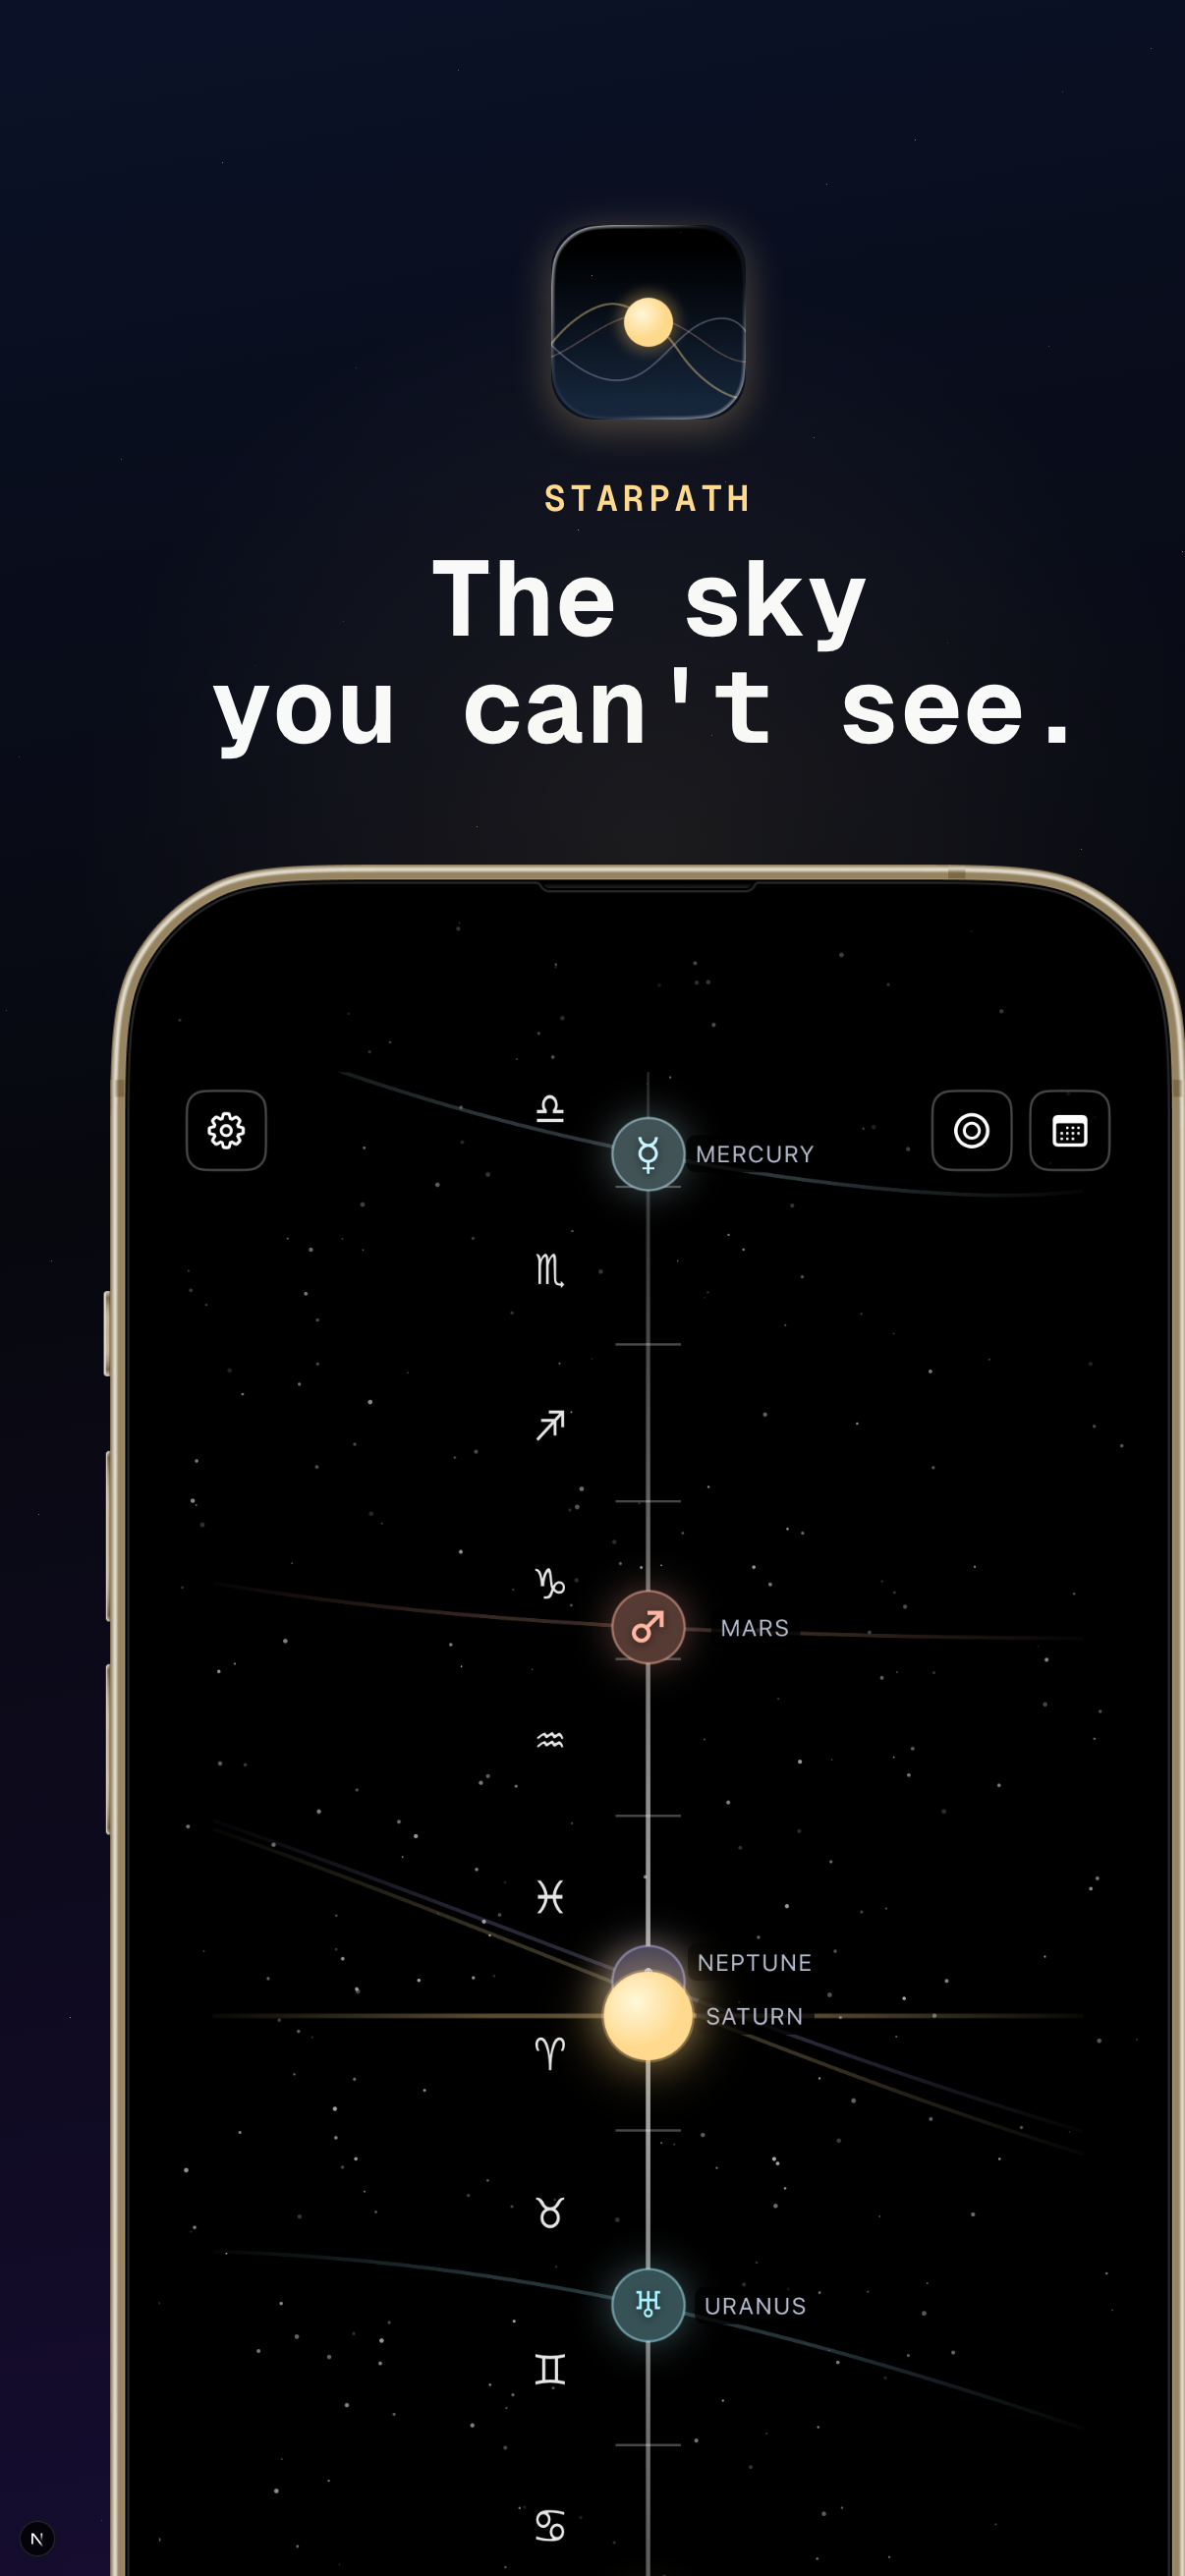 STARPATH
The sky
you can't see.
♎
☿ MERCURY
♏
♐
♑
♂ MARS
♒
♓
NEPTUNE
SATURN
♈
♉
♅ URANUS
♊
♋
N